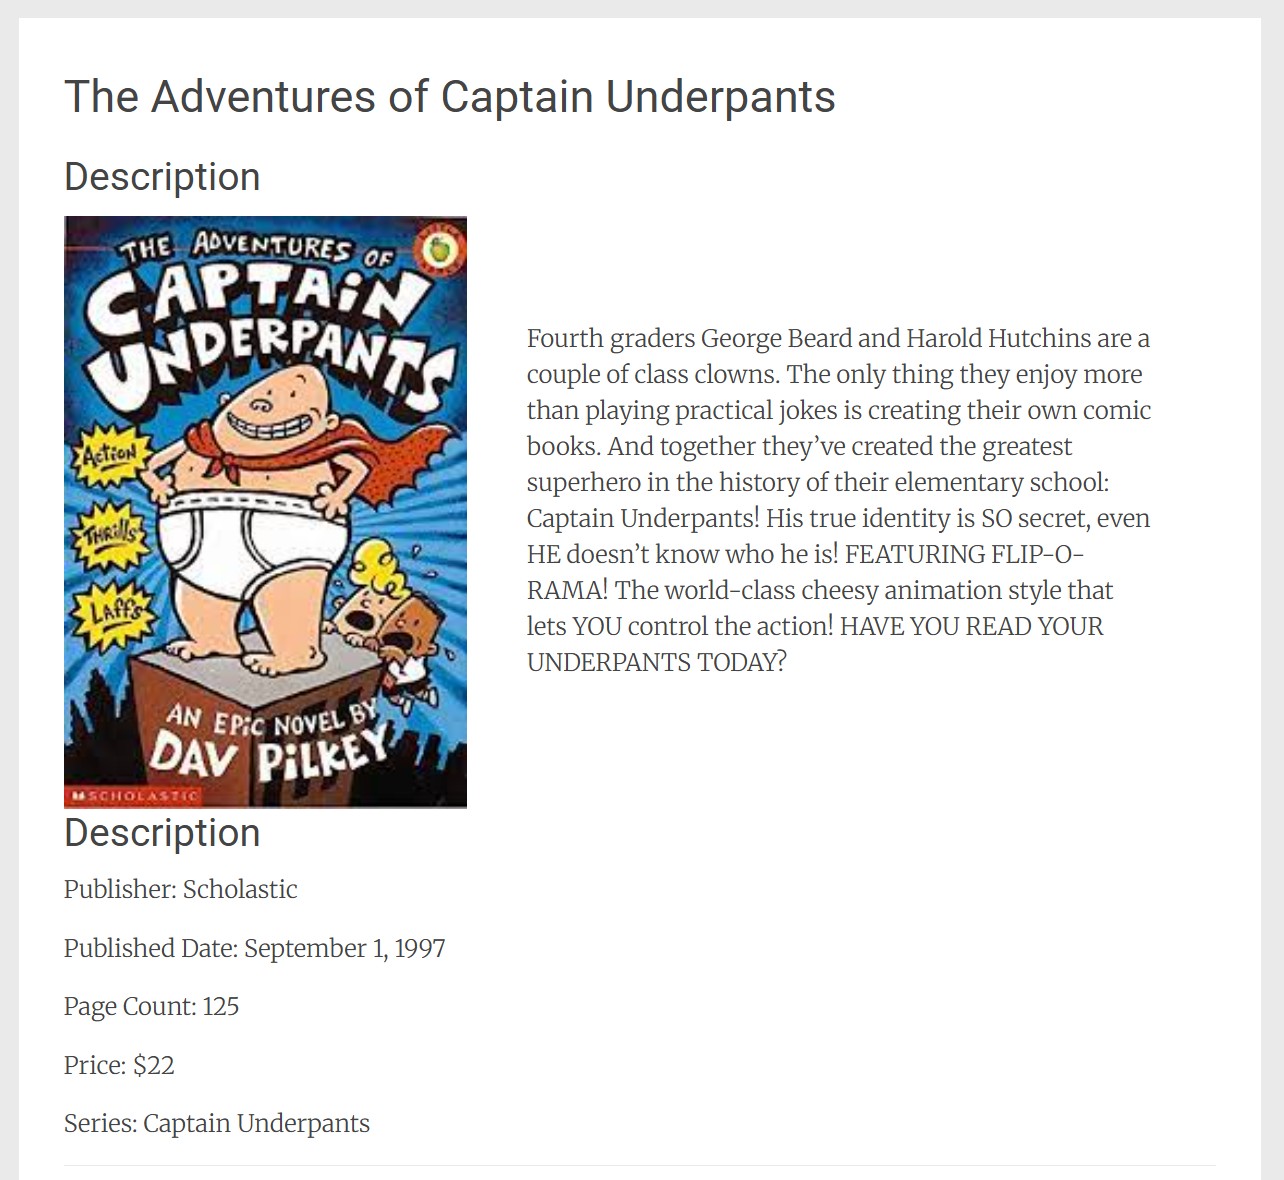 The Adventures of Captain Underpants
Description
THE ADVENTURES OF
CAPTAiN
UNDERPANTS
ACTiON
THRiLLS
LAFFS
AN EPiC NOVEL BY
DAV PiLKEY
SCHOLASTIC
Fourth graders George Beard and Harold Hutchins are a
couple of class clowns. The only thing they enjoy more
than playing practical jokes is creating their own comic
books. And together they’ve created the greatest
superhero in the history of their elementary school:
Captain Underpants! His true identity is SO secret, even
HE doesn’t know who he is! FEATURING FLIP-O-
RAMA! The world-class cheesy animation style that
lets YOU control the action! HAVE YOU READ YOUR
UNDERPANTS TODAY?
Description
Publisher: Scholastic
Published Date: September 1, 1997
Page Count: 125
Price: $22
Series: Captain Underpants